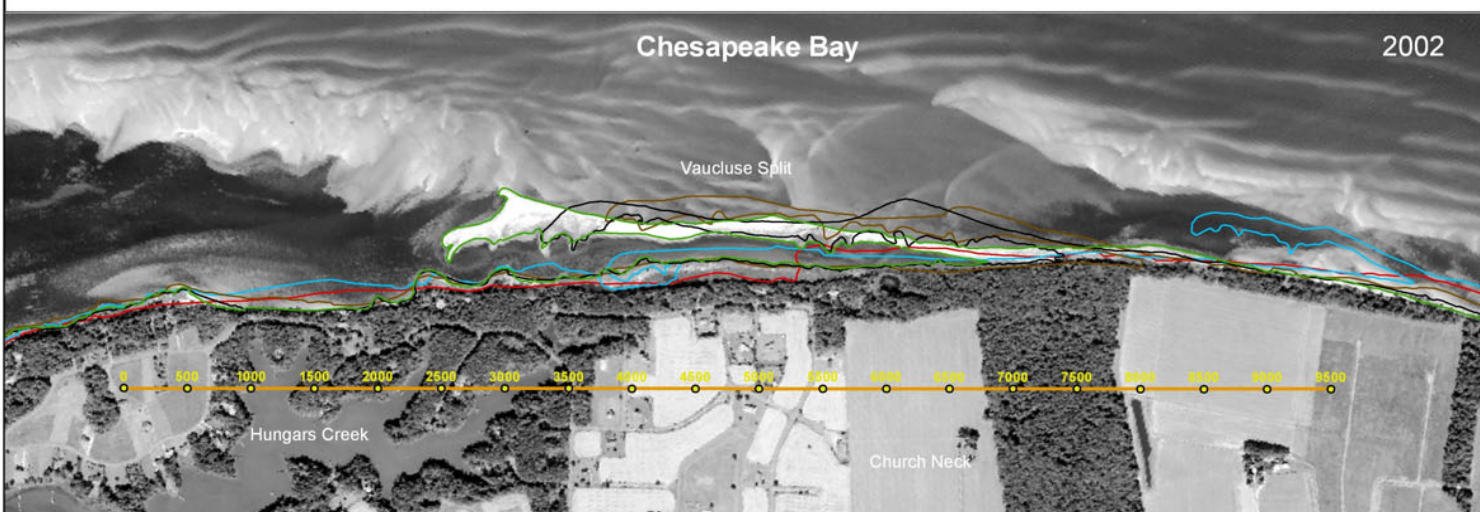 Chesapeake Bay
2002
Vaucluse Split
0 500 1000 1500 2000 2500 3000 3500 4000 4500 5000 5500 6000 6500 7000 7500 8000 8500 9000 9500
Hungars Creek
Church Neck